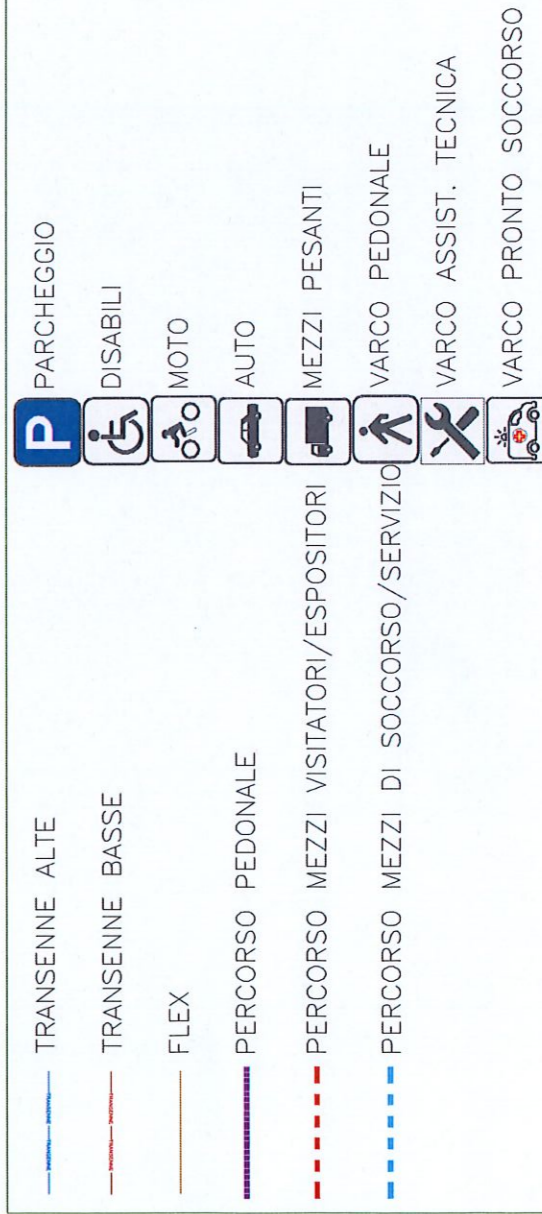 TRANSENNE ALTE
TRANSENNE BASSE
FLEX
PERCORSO PEDONALE
PERCORSO MEZZI VISITATORI/ESPOSITORI
PERCORSO MEZZI DI SOCCORSO/SERVIZIO
P PARCHEGGIO
DISABILI
MOTO
AUTO
MEZZI PESANTI
VARCO PEDONALE
VARCO ASSIST. TECNICA
VARCO PRONTO SOCCORSO